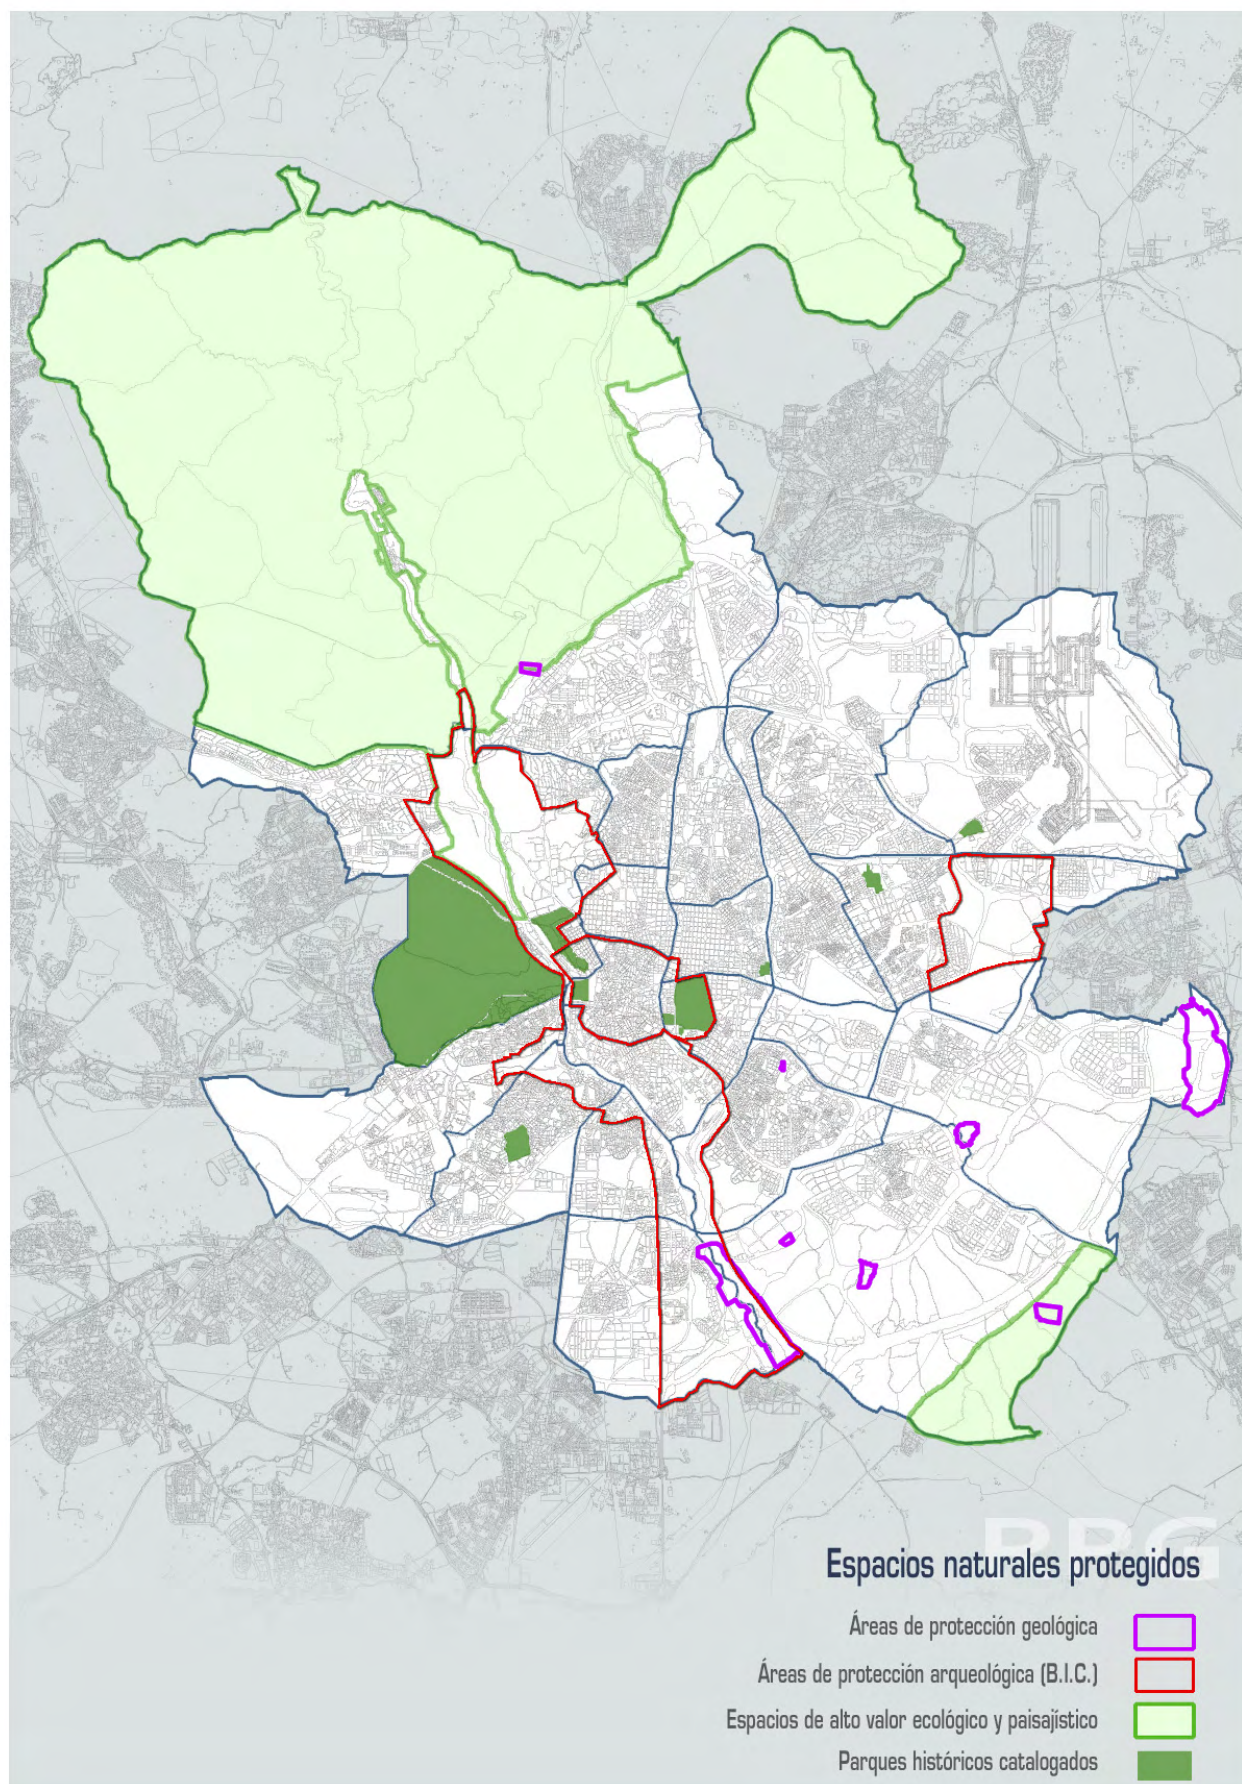 PRG
Espacios naturales protegidos
Áreas de protección geológica
Áreas de protección arqueológica (B.I.C.)
Espacios de alto valor ecológico y paisajístico
Parques históricos catalogados